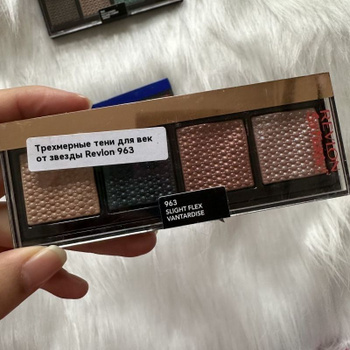 Трехмерные тени для век
от звезды Revlon 963
963
SLIGHT FLEX
VANTARDISE
REVLON